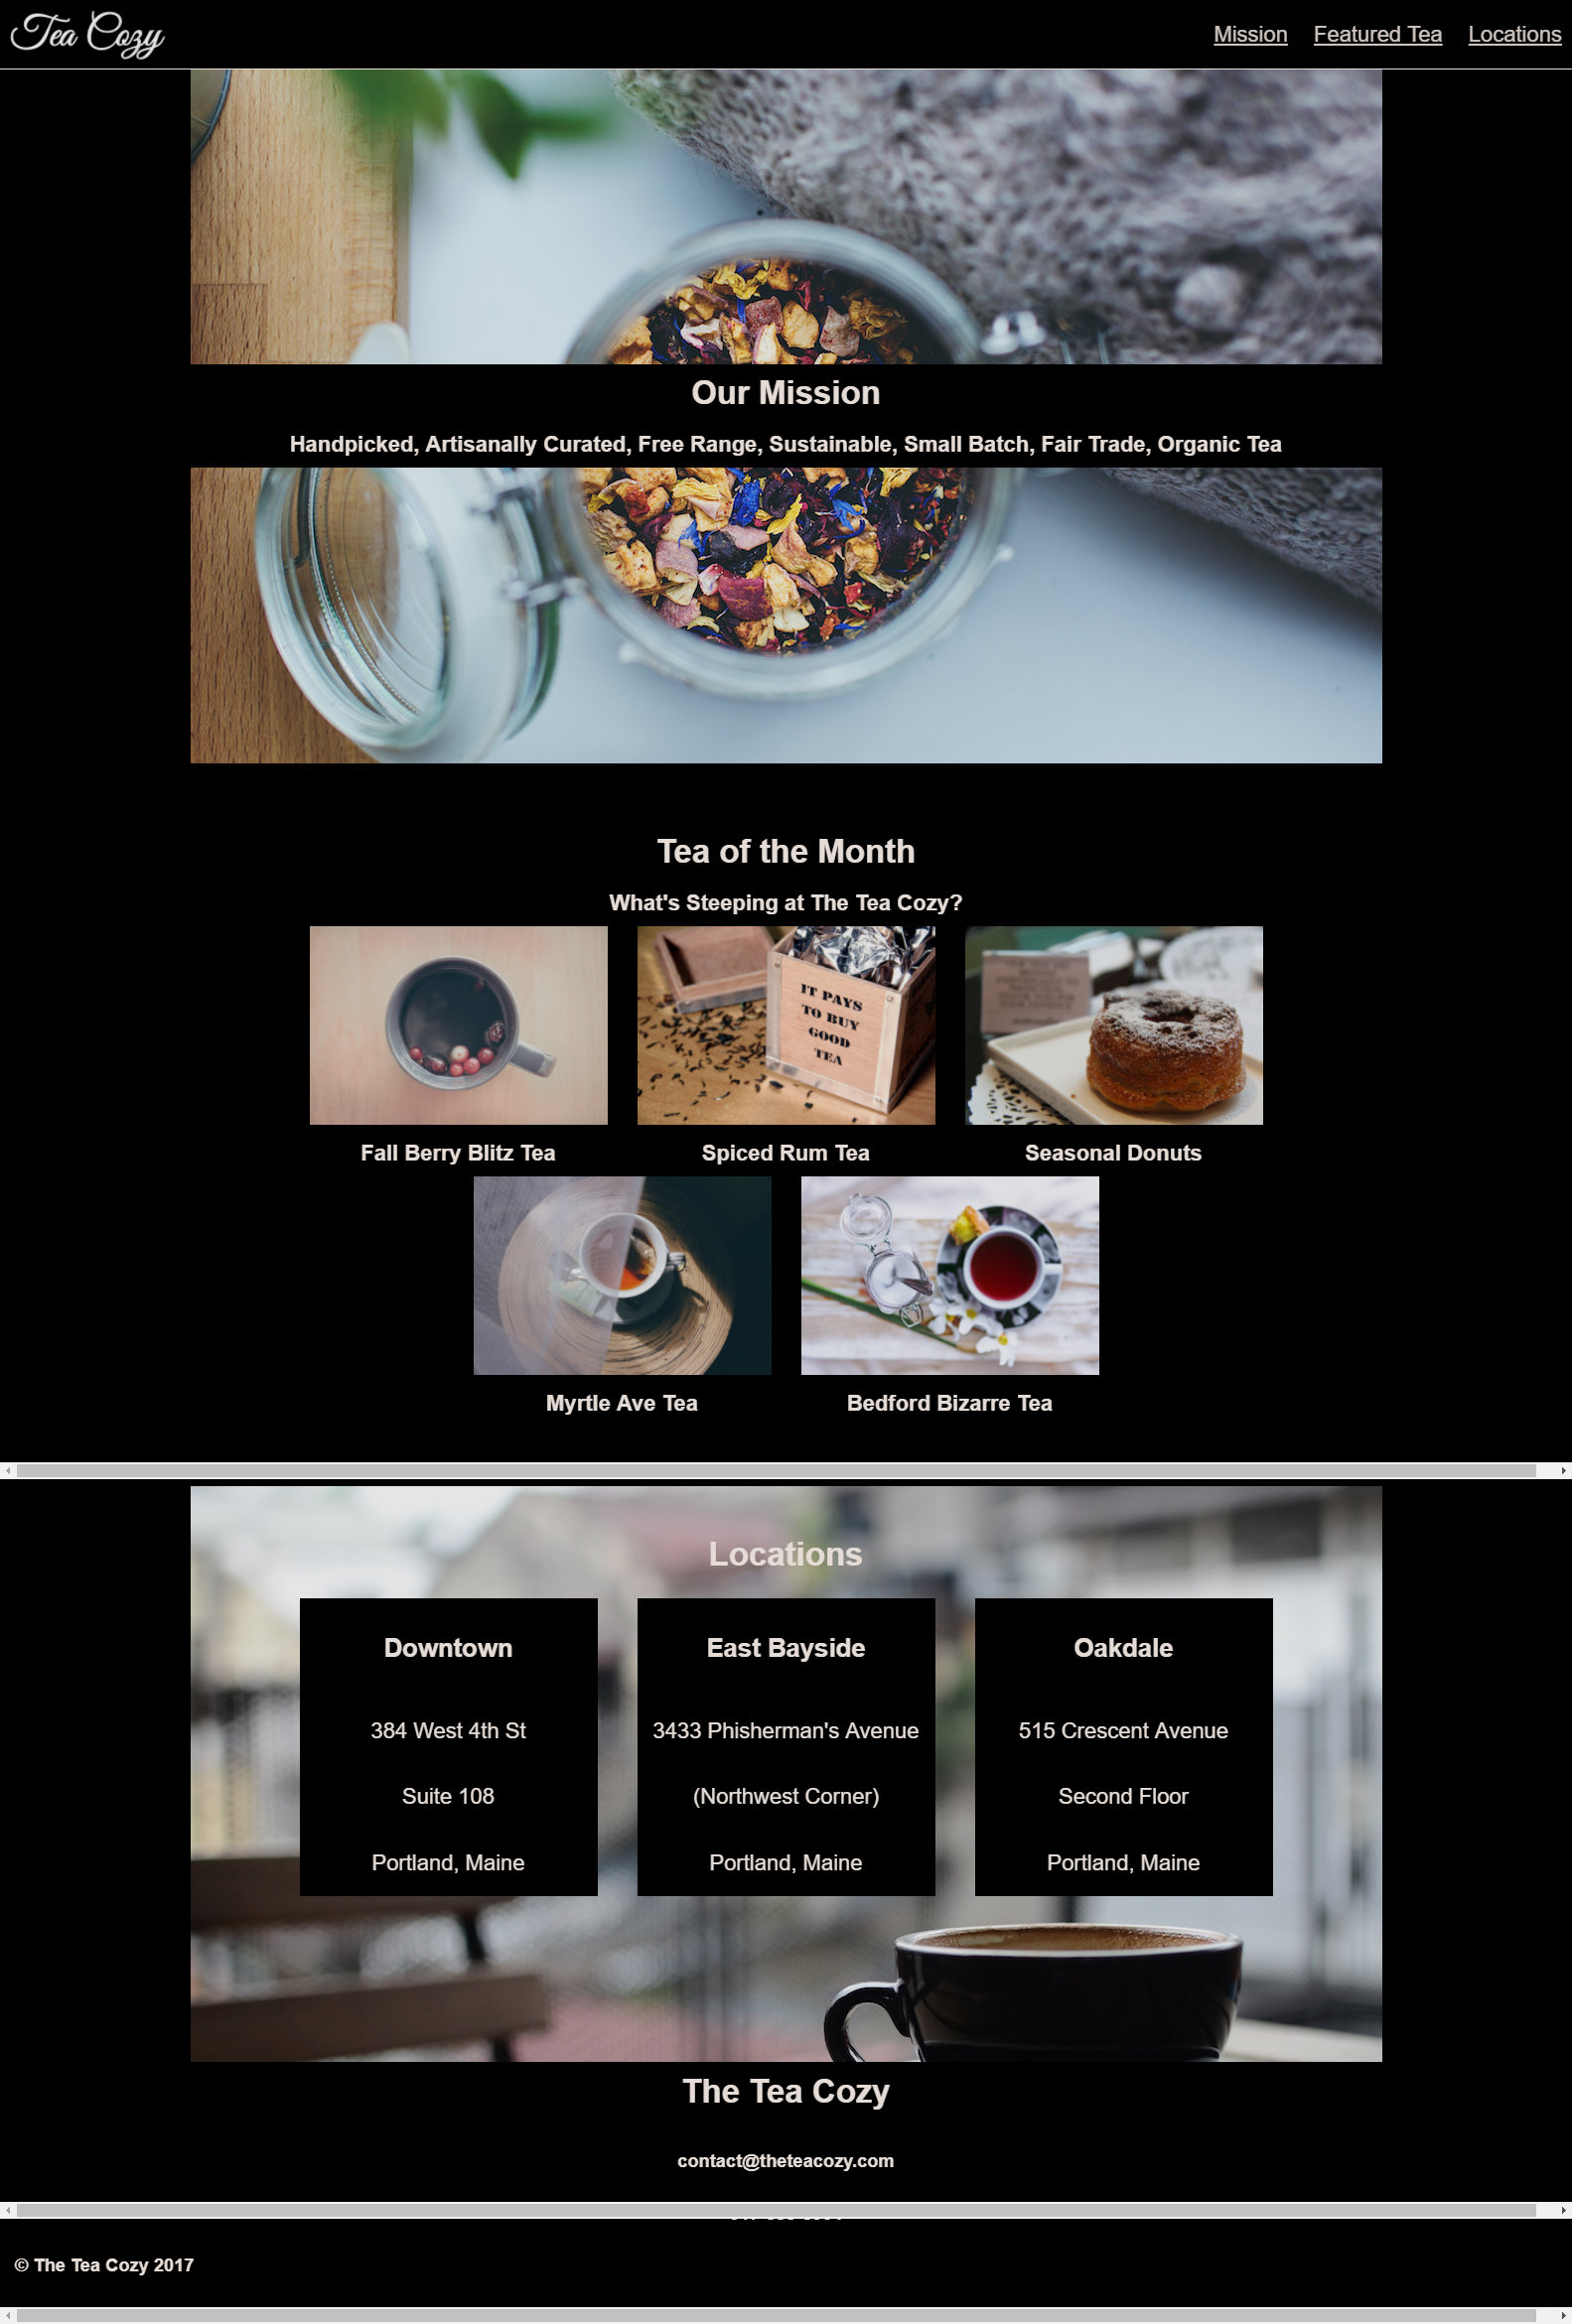 Tea Cozy
Mission Featured Tea Locations
Our Mission
Handpicked, Artisanally Curated, Free Range, Sustainable, Small Batch, Fair Trade, Organic Tea
Tea of the Month
What's Steeping at The Tea Cozy?
IT PAYS
TO BUY
GOOD
TEA
Fall Berry Blitz Tea
Spiced Rum Tea
Seasonal Donuts
Myrtle Ave Tea
Bedford Bizarre Tea
Locations
Downtown
384 West 4th St
Suite 108
Portland, Maine
East Bayside
3433 Phisherman's Avenue
(Northwest Corner)
Portland, Maine
Oakdale
515 Crescent Avenue
Second Floor
Portland, Maine
The Tea Cozy
contact@theteacozy.com
© The Tea Cozy 2017